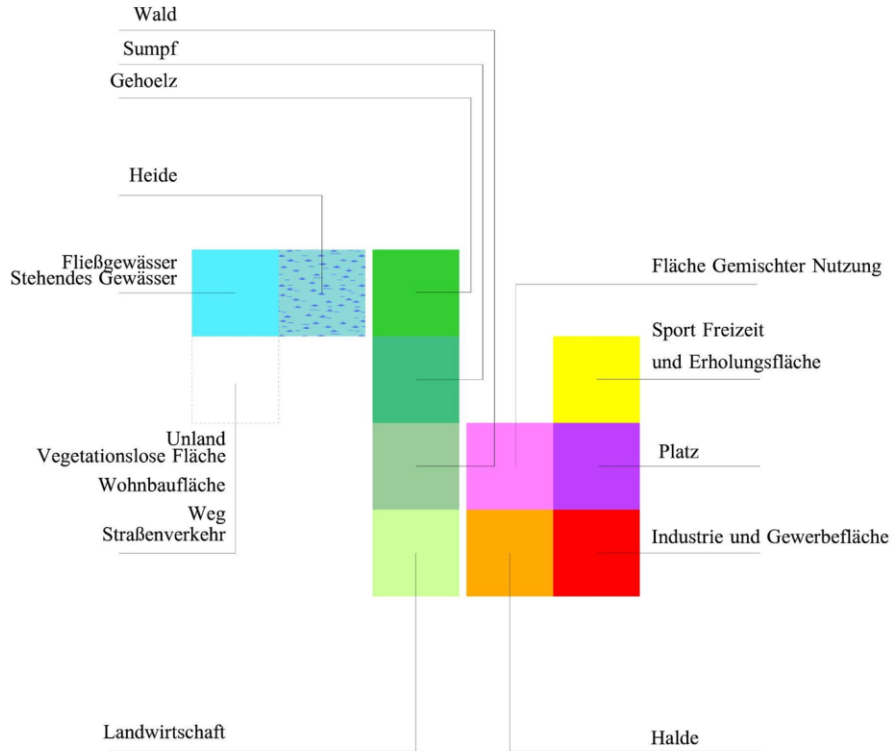 Wald
Sumpf
Gehoelz
Heide
Fließgewässer
Stehendes Gewässer
Fläche Gemischter Nutzung
Sport Freizeit
und Erholungsfläche
Unland
Vegetationslose Fläche
Wohnbaufläche
Weg
Straßenverkehr
Platz
Industrie und Gewerbefläche
Landwirtschaft
Halde